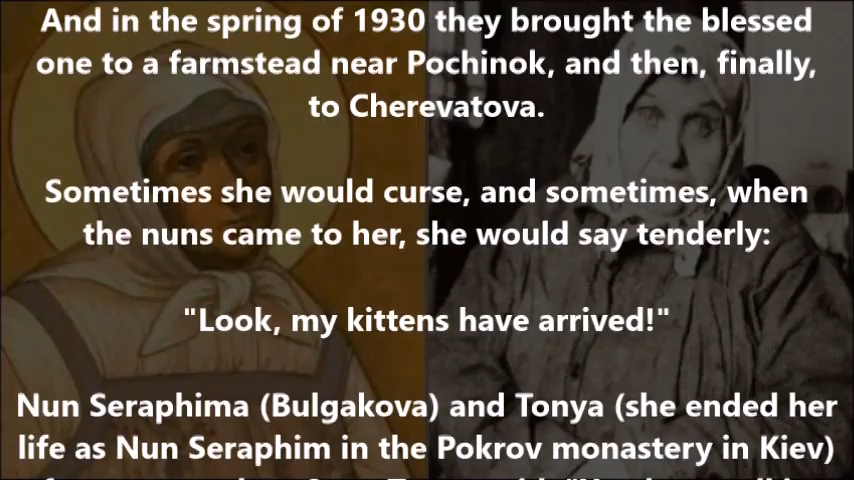 And in the spring of 1930 they brought the blessed
one to a farmstead near Pochinok, and then, finally,
to Cherevatova.
Sometimes she would curse, and sometimes, when
the nuns came to her, she would say tenderly:
"Look, my kittens have arrived!"
Nun Seraphima (Bulgakova) and Tonya (she ended her
life as Nun Seraphim in the Pokrov monastery in Kiev)